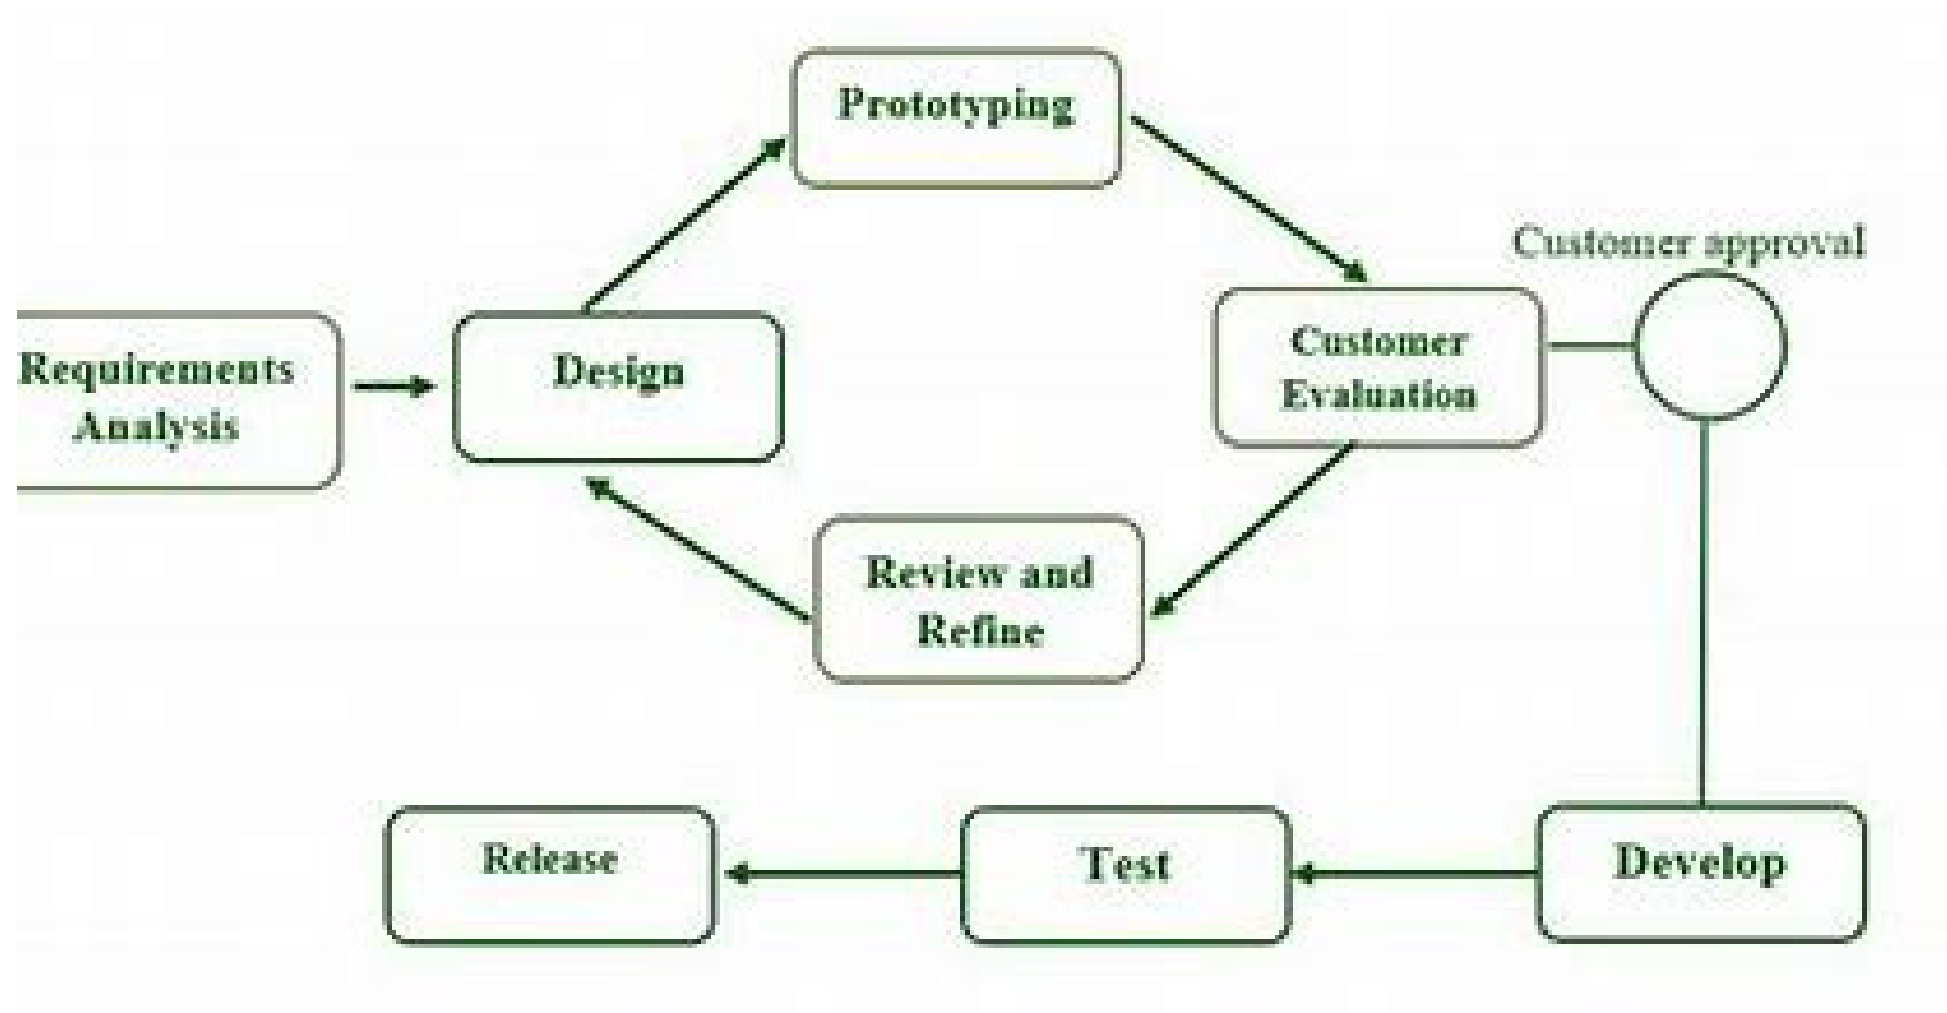 Prototyping
Customer approval
Requirements
Analysis
Design
Customer
Evaluation
Review and
Refine
Release
Test
Develop